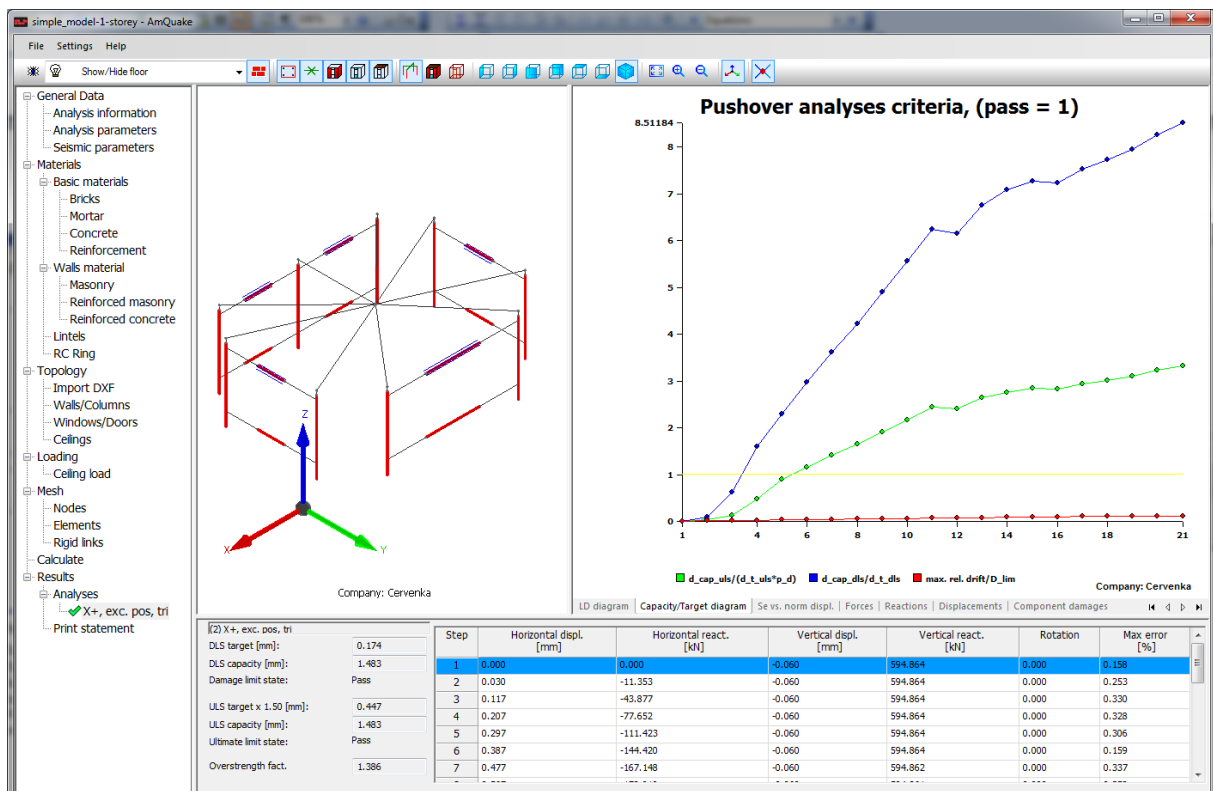 simple_model-1-storey - AmQuake
File Settings Help
Show/Hide floor
General Data
Analysis information
Analysis parameters
Seismic parameters
Materials
Basic materials
Bricks
Mortar
Concrete
Reinforcement
Walls material
Masonry
Reinforced masonry
Reinforced concrete
Lintels
RC Ring
Topology
Import DXF
Walls/Columns
Windows/Doors
Ceilings
Loading
Ceiling load
Mesh
Nodes
Elements
Rigid links
Calculate
Results
Analyses
X+, exc. pos, tri
Print statement
Z
X
Y
Company: Cervenka
Pushover analyses criteria, (pass = 1)
8.51184
8
7
6
5
4
3
2
1
0
1 4 6 8 10 12 14 16 18 21
d_cap_uls/(d_t_uls*p_d) d_cap_dls/d_t_dls max. rel. drift/D_lim
Company: Cervenka
LD diagram Capacity/Target diagram Se vs. norm displ. Forces Reactions Displacements Component damages
(2) X+, exc. pos, tri
DLS target [mm]: 0.174
DLS capacity [mm]: 1.483
Damage limit state: Pass
ULS target x 1.50 [mm]: 0.447
ULS capacity [mm]: 1.483
Ultimate limit state: Pass
Overstrength fact. 1.386
Step Horizontal displ. [mm] Horizontal react. [kN] Vertical displ. [mm] Vertical react. [kN] Rotation Max error [%]
1 0.000 0.000 -0.060 594.864 0.000 0.158
2 0.030 -11.353 -0.060 594.864 0.000 0.253
3 0.117 -43.877 -0.060 594.864 0.000 0.330
4 0.207 -77.652 -0.060 594.864 0.000 0.328
5 0.297 -111.423 -0.060 594.864 0.000 0.306
6 0.387 -144.420 -0.060 594.864 0.000 0.159
7 0.477 -167.148 -0.060 594.862 0.000 0.337